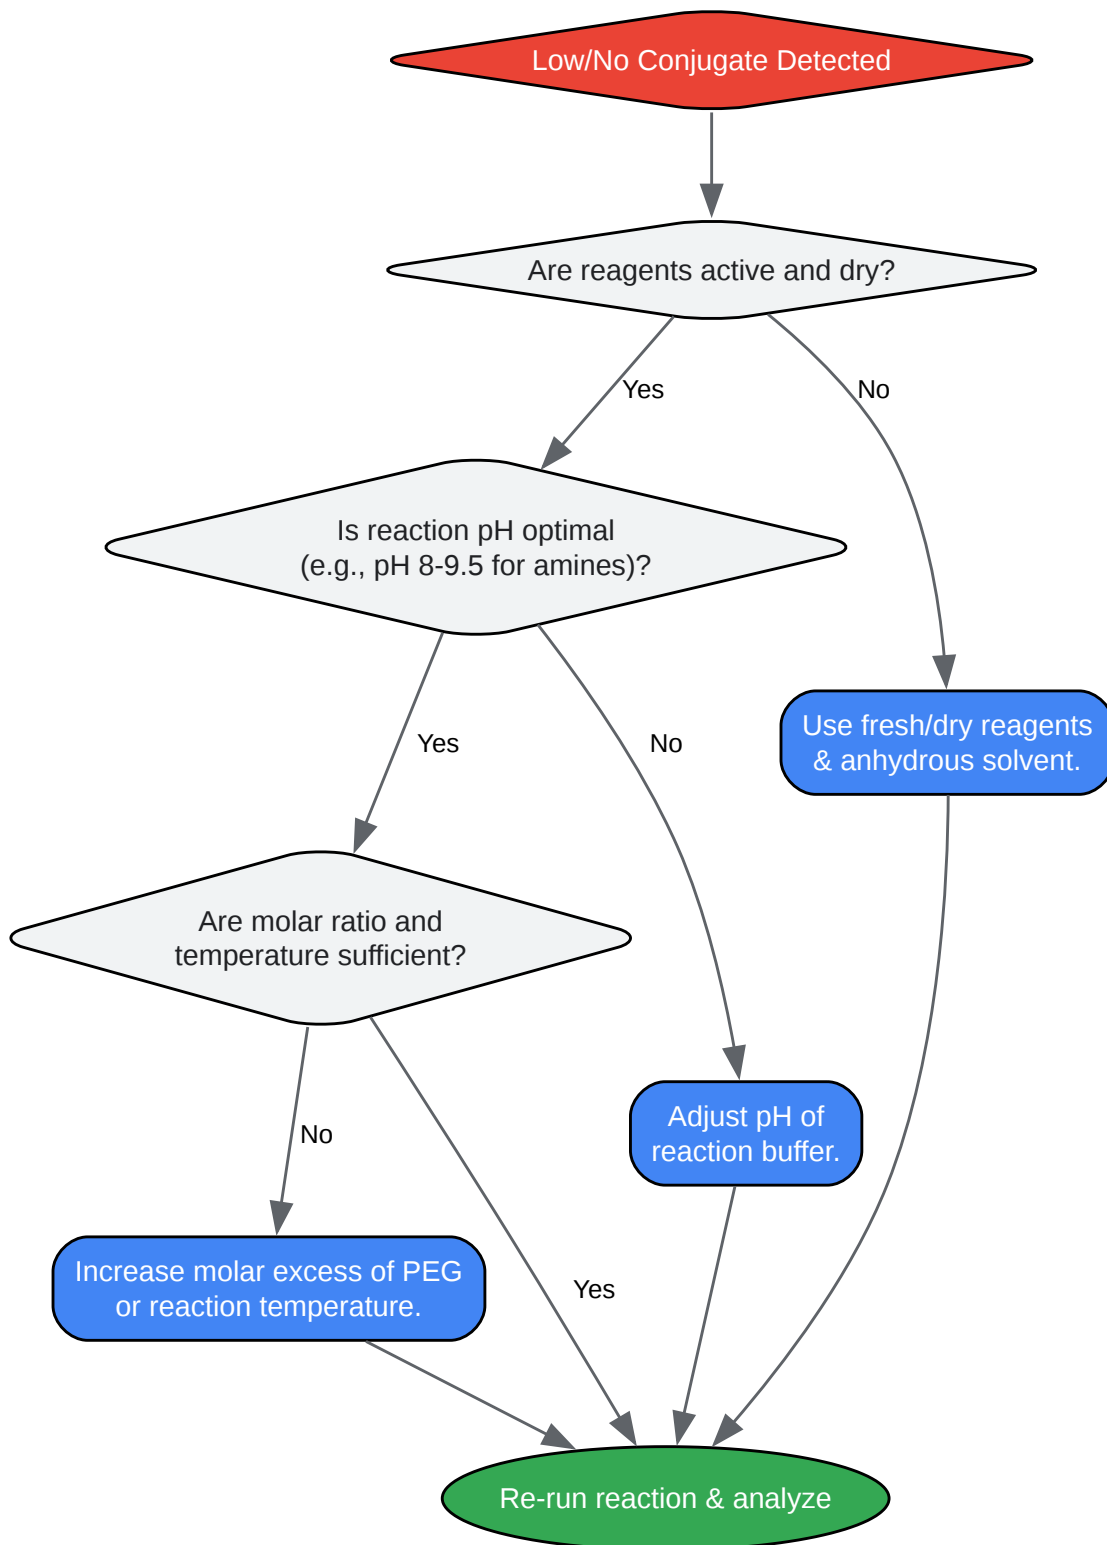 Low/No Conjugate Detected
Are reagents active and dry?
Yes
No
Is reaction pH optimal
(e.g., pH 8-9.5 for amines)?
Yes
No
Use fresh/dry reagents
& anhydrous solvent.
Are molar ratio and
temperature sufficient?
No
Yes
Adjust pH of
reaction buffer.
Increase molar excess of PEG
or reaction temperature.
Re-run reaction & analyze